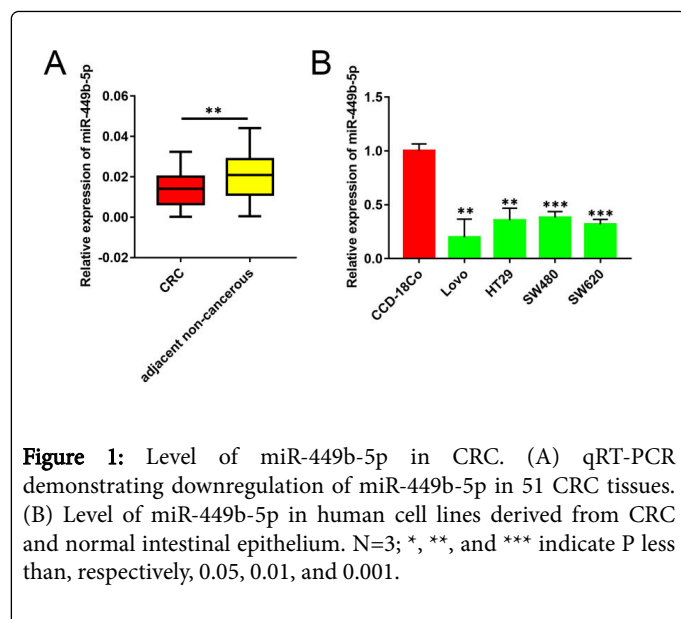 A
Relative expression of miR-449b-5p
0.06
0.04
0.02
0.00
-0.02
**
CRC
adjacent non-cancerous
B
Relative expression of miR-449b-5p
1.5
1.0
0.5
0.0
**
**
***
***
CCD-18Co
Lovo
HT29
SW480
SW620
Figure 1: Level of miR-449b-5p in CRC. (A) qRT-PCR
demonstrating downregulation of miR-449b-5p in 51 CRC tissues.
(B) Level of miR-449b-5p in human cell lines derived from CRC
and normal intestinal epithelium. N=3; *, **, and *** indicate P less
than, respectively, 0.05, 0.01, and 0.001.